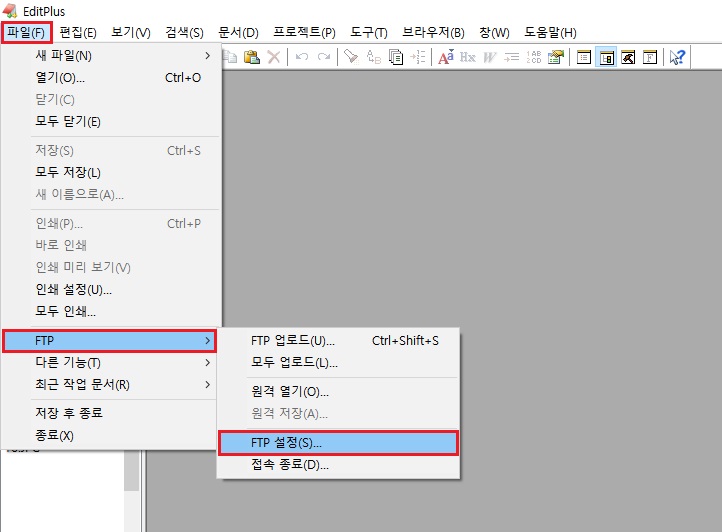 EditPlus
파일(F) 편집(E) 보기(V) 검색(S) 문서(D) 프로젝트(P) 도구(T) 브라우저(B) 창(W) 도움말(H)
새 파일(N)
열기(O)... Ctrl+O
닫기(C)
모두 닫기(E)
저장(S) Ctrl+S
모두 저장(L)
새 이름으로(A)...
인쇄(P)... Ctrl+P
바로 인쇄
인쇄 미리 보기(V)
인쇄 설정(U)...
모두 인쇄...
FTP
다른 기능(T)
최근 작업 문서(R)
저장 후 종료
종료(X)
FTP 업로드(U)... Ctrl+Shift+S
모두 업로드(L)...
원격 열기(O)...
원격 저장(A)...
FTP 설정(S)...
접속 종료(D)...